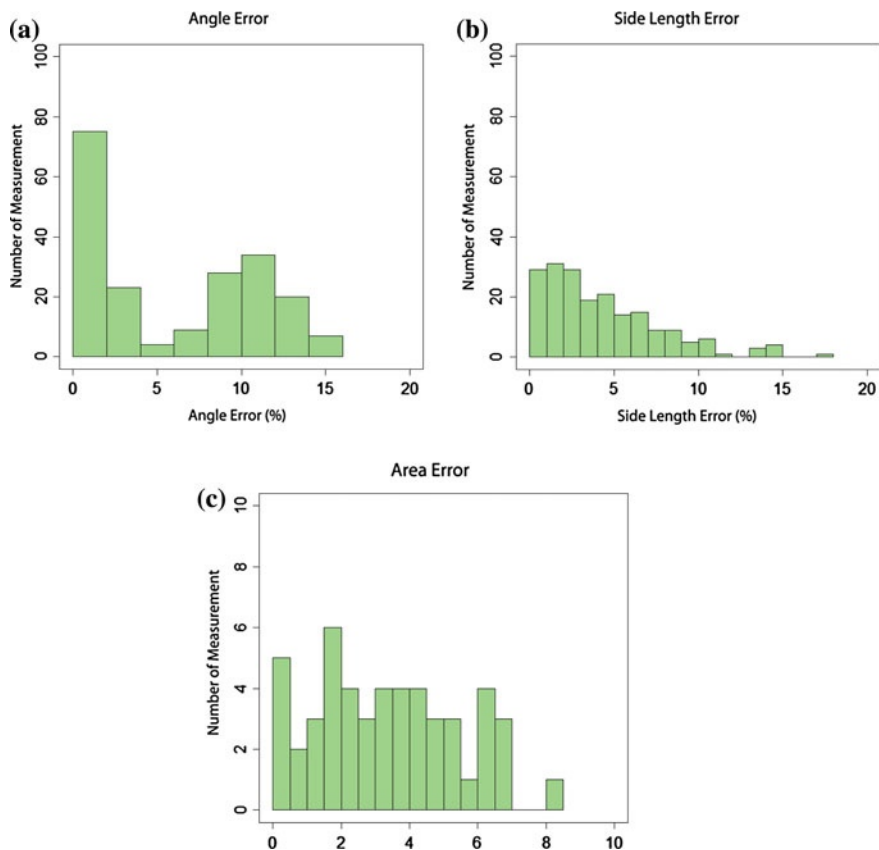 Angle Error
(a)
100
80
60
40
20
0
Number of Measurement
0 5 10 15 20
Angle Error (%)
Side Length Error
(b)
100
80
60
40
20
0
Number of Measurement
0 5 10 15 20
Side Length Error (%)
Area Error
(c)
10
8
6
4
2
0
Number of Measurement
0 2 4 6 8 10